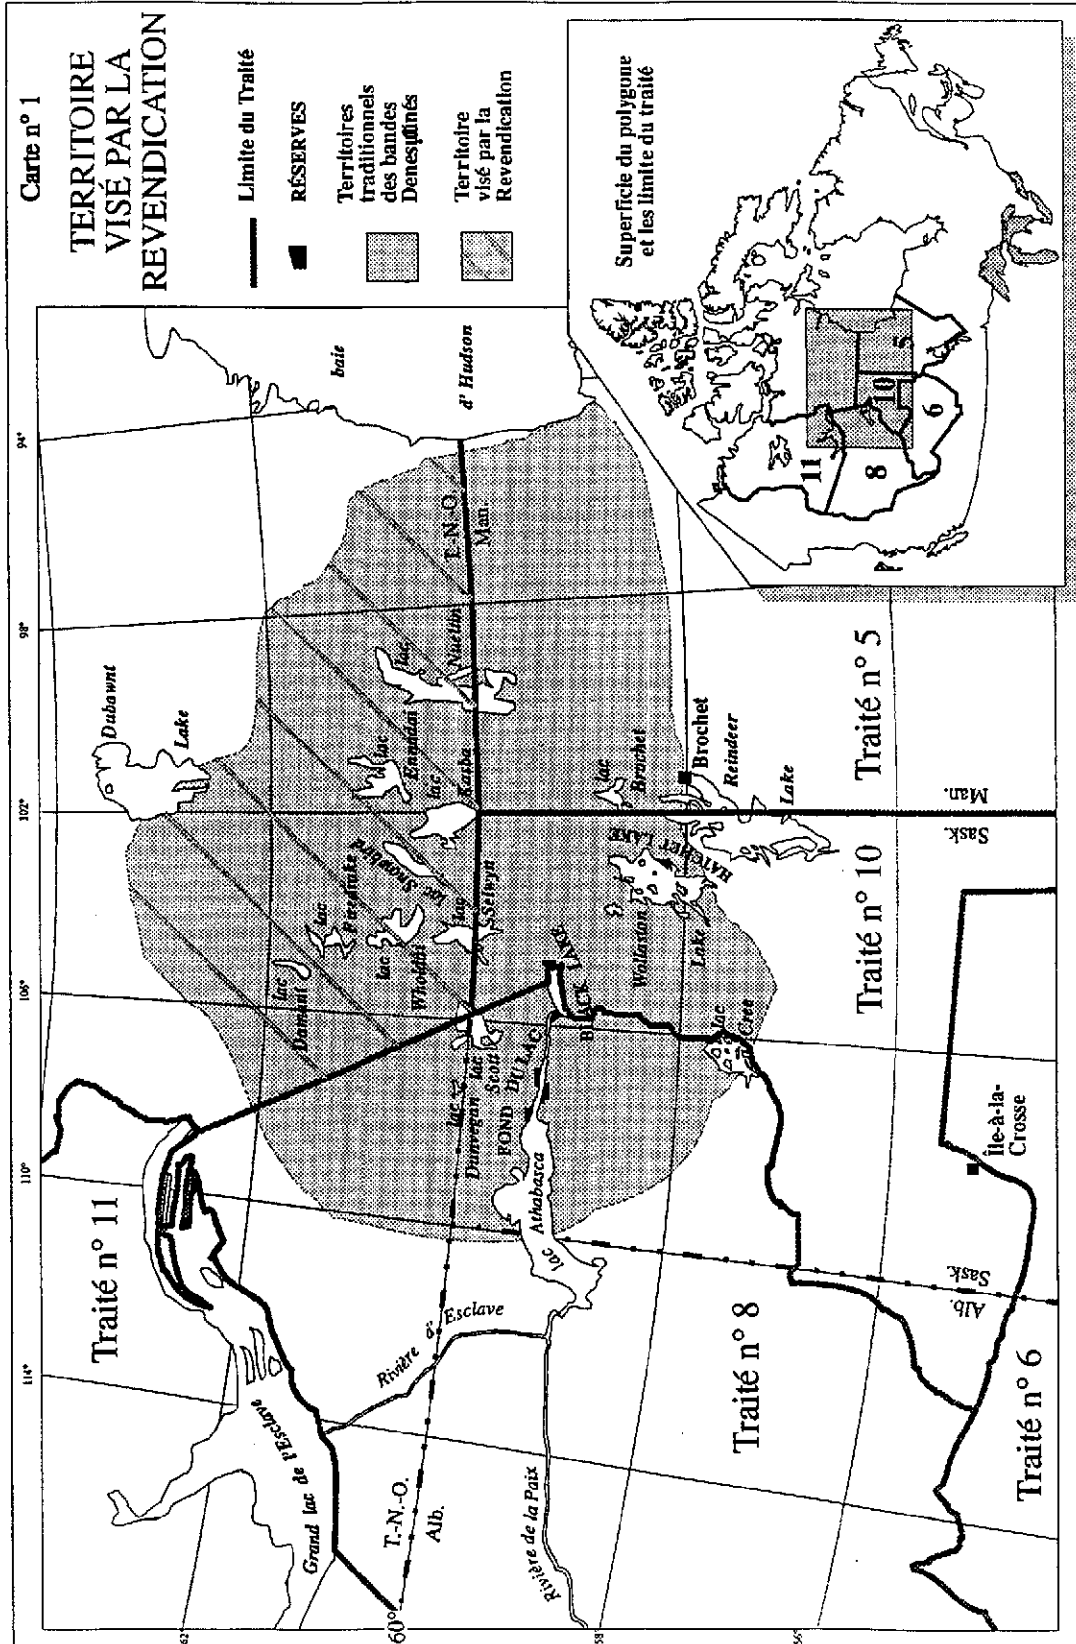 Carte n° 1
TERRITOIRE
VISÉ PAR LA
REVENDICATION
Limite du Traité
RÉSERVES
Territoires
traditionnels
des bandes
Denesułinés
Territoire
visé par la
Revendication
Superficie du polygone
et les limite du traité
11
8
10
6
5
94°
98°
102°
106°
110°
114°
62°
60°
58°
56°
baie
d' Hudson
Dubawnt
Lake
T.-N.-O.
Man.
lac
Nueltin
lac
Ennadai
lac
Kasba
lac Snowbird
lac
Firedrake
lac
Wholdia
lac
Damant
lac
Selwyn
lac
Scott
lac
Dunvegan
FOND DU LAC
BLACK LAKE
HATCHET LAKE
Wollaston
Lake
lac
Brochet
Brochet
Reindeer
Lake
lac
Cree
lac Athabasca
Rivière d' Esclave
Rivière de la Paix
Grand lac de l'Esclave
T.-N.-O.
Alb.
Alb.
Sask.
Sask.
Man.
Île-à-la-
Crosse
Traité n° 11
Traité n° 8
Traité n° 6
Traité n° 10
Traité n° 5